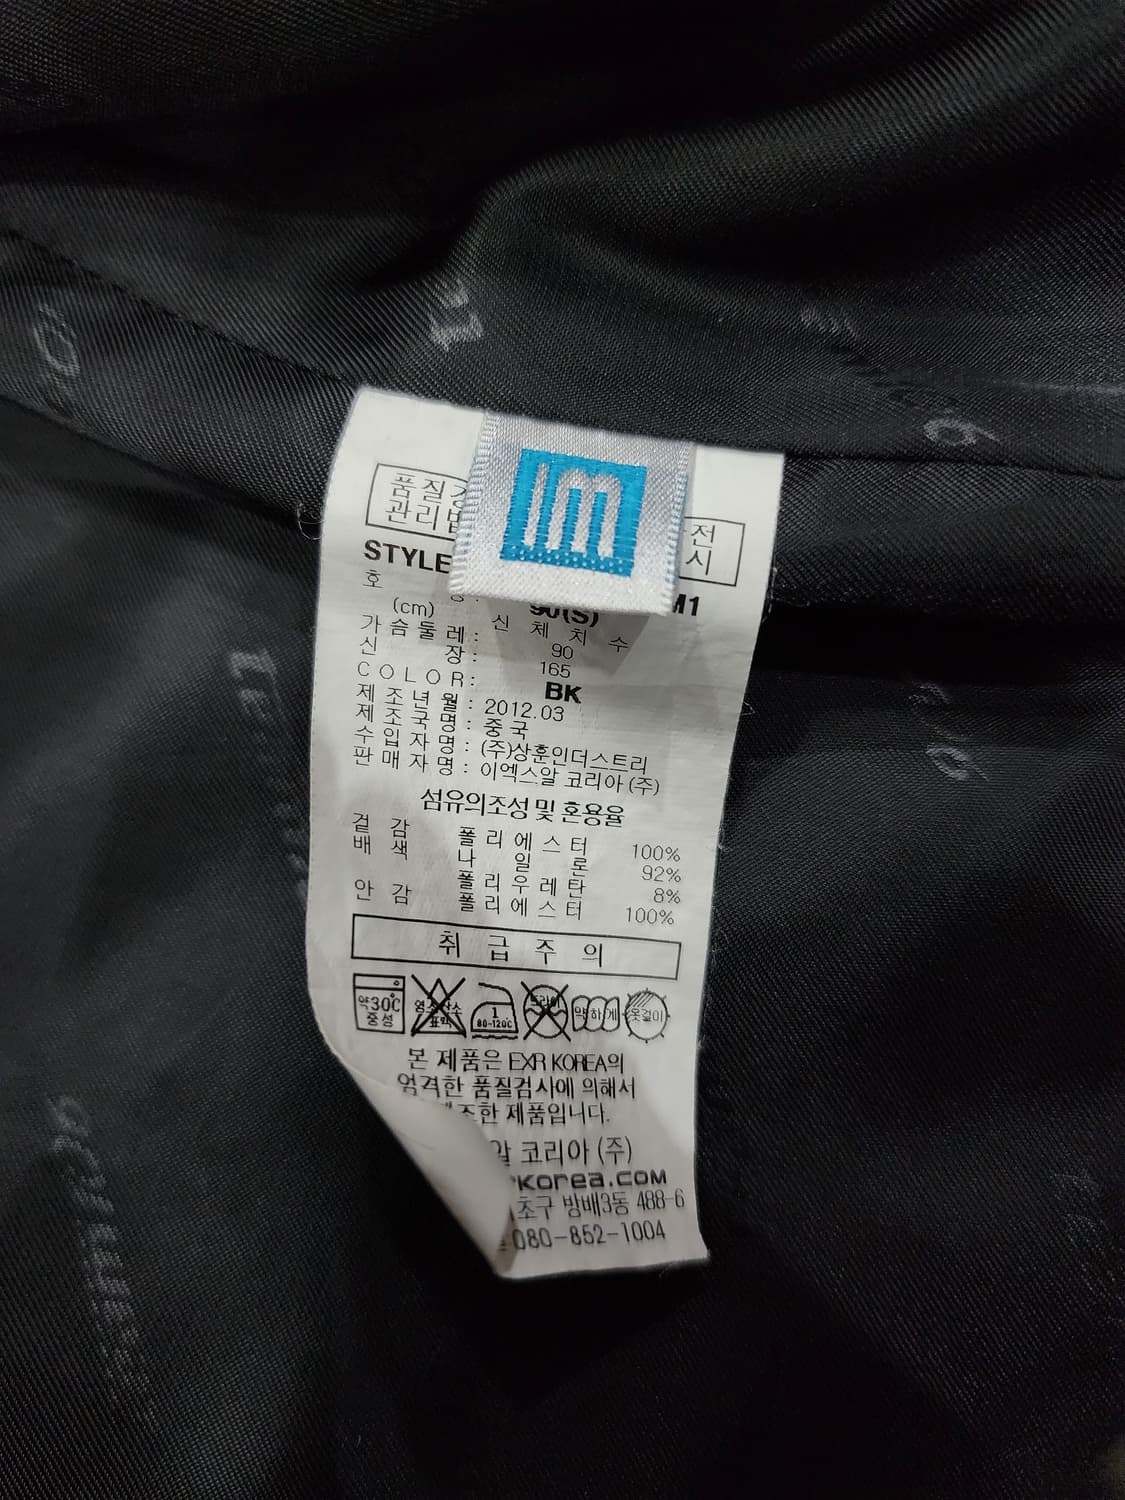 품질경 전
관리법 시
STYLE M1
호 90(S)
(cm) 신 체 치 수
가 슴 둘 레 : 90
신 장 : 165
C O L O R : BK
제 조 년 월 : 2012.03
제 조 국 명 : 중국
수 입 자 명 : (주)상훈인더스트리
판 매 자 명 : 이엑스알 코리아(주)
섬유의조성 및 혼용율
겉 감 폴 리 에 스 터 100%
배 색 나 일 론 92%
폴 리 우 레 탄 8%
안 감 폴 리 에 스 터 100%
취 급 주 의
약30℃ 중성 염소산소표백 1 80-120℃ 드라이 약하게 옷걸이
본 제품은 EXR KOREA의
엄격한 품질검사에 의해서
제조한 제품입니다.
알 코리아 (주)
korea.com
초구 방배3동 488-6
080-852-1004